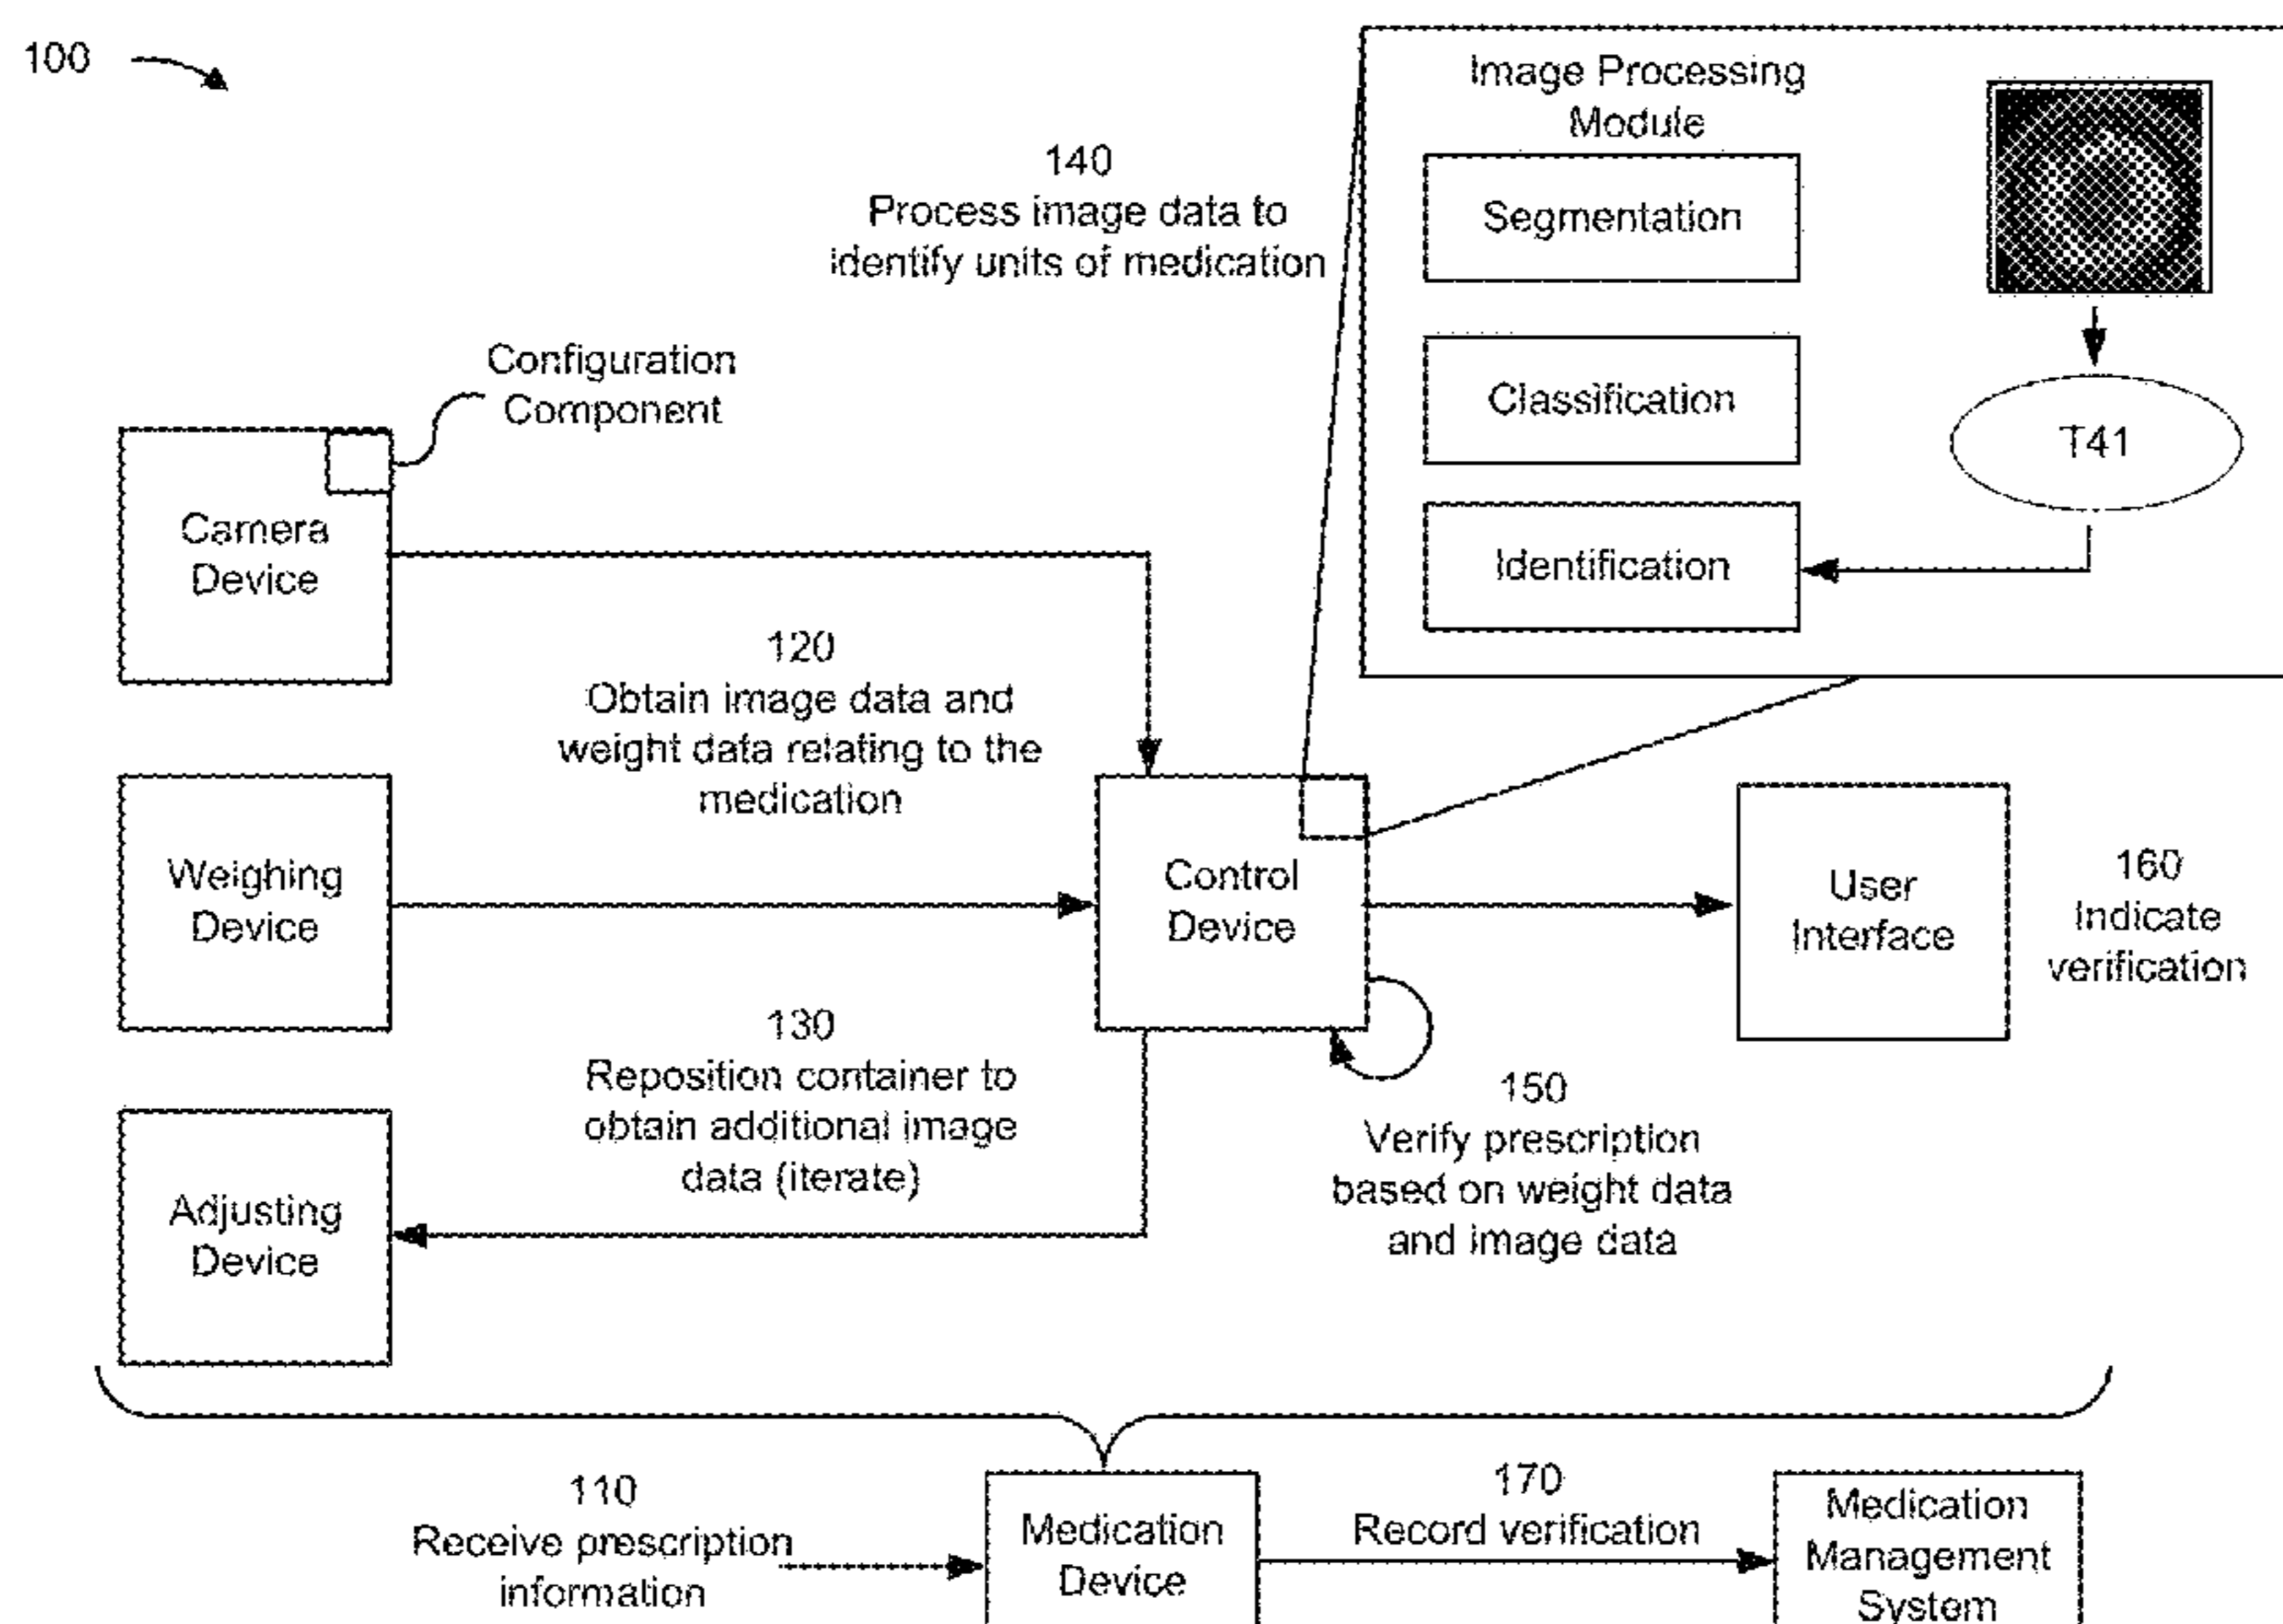 100
Image Processing
Module
140
Process image data to
identify units of medication
Segmentation
Classification
T41
Identification
Configuration
Component
Camera
Device
120
Obtain image data and
weight data relating to the
medication
Weighing
Device
Control
Device
User
Interface
160
Indicate
verification
130
Reposition container to
obtain additional image
data (iterate)
Adjusting
Device
150
Verify prescription
based on weight data
and image data
110
Receive prescription
information
Medication
Device
170
Record verification
Medication
Management
System